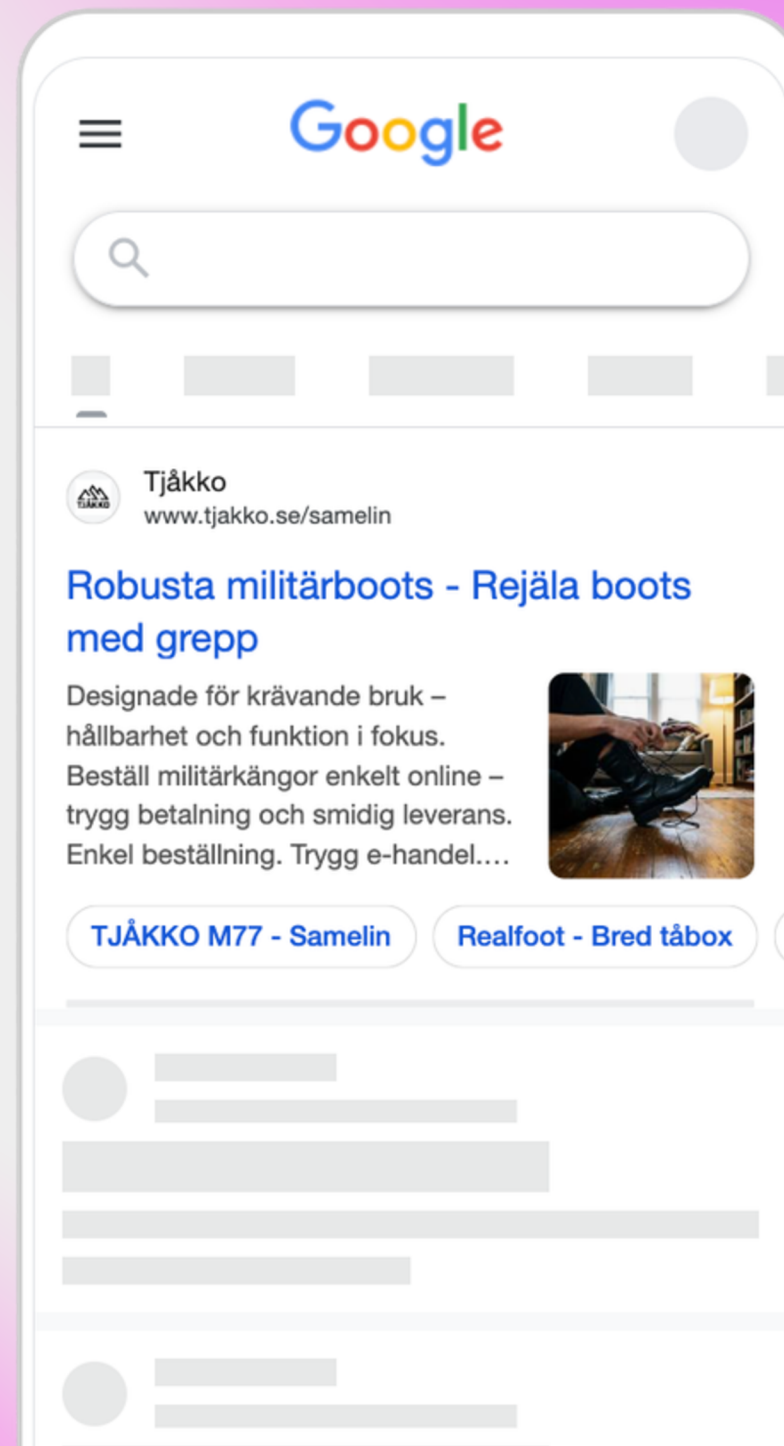 Google
Tjåkko
www.tjakko.se/samelin
Robusta militärboots - Rejäla boots
med grepp
Designade för krävande bruk –
hållbarhet och funktion i fokus.
Beställ militärkängor enkelt online –
trygg betalning och smidig leverans.
Enkel beställning. Trygg e-handel....
TJÅKKO M77 - Samelin
Realfoot - Bred tåbox